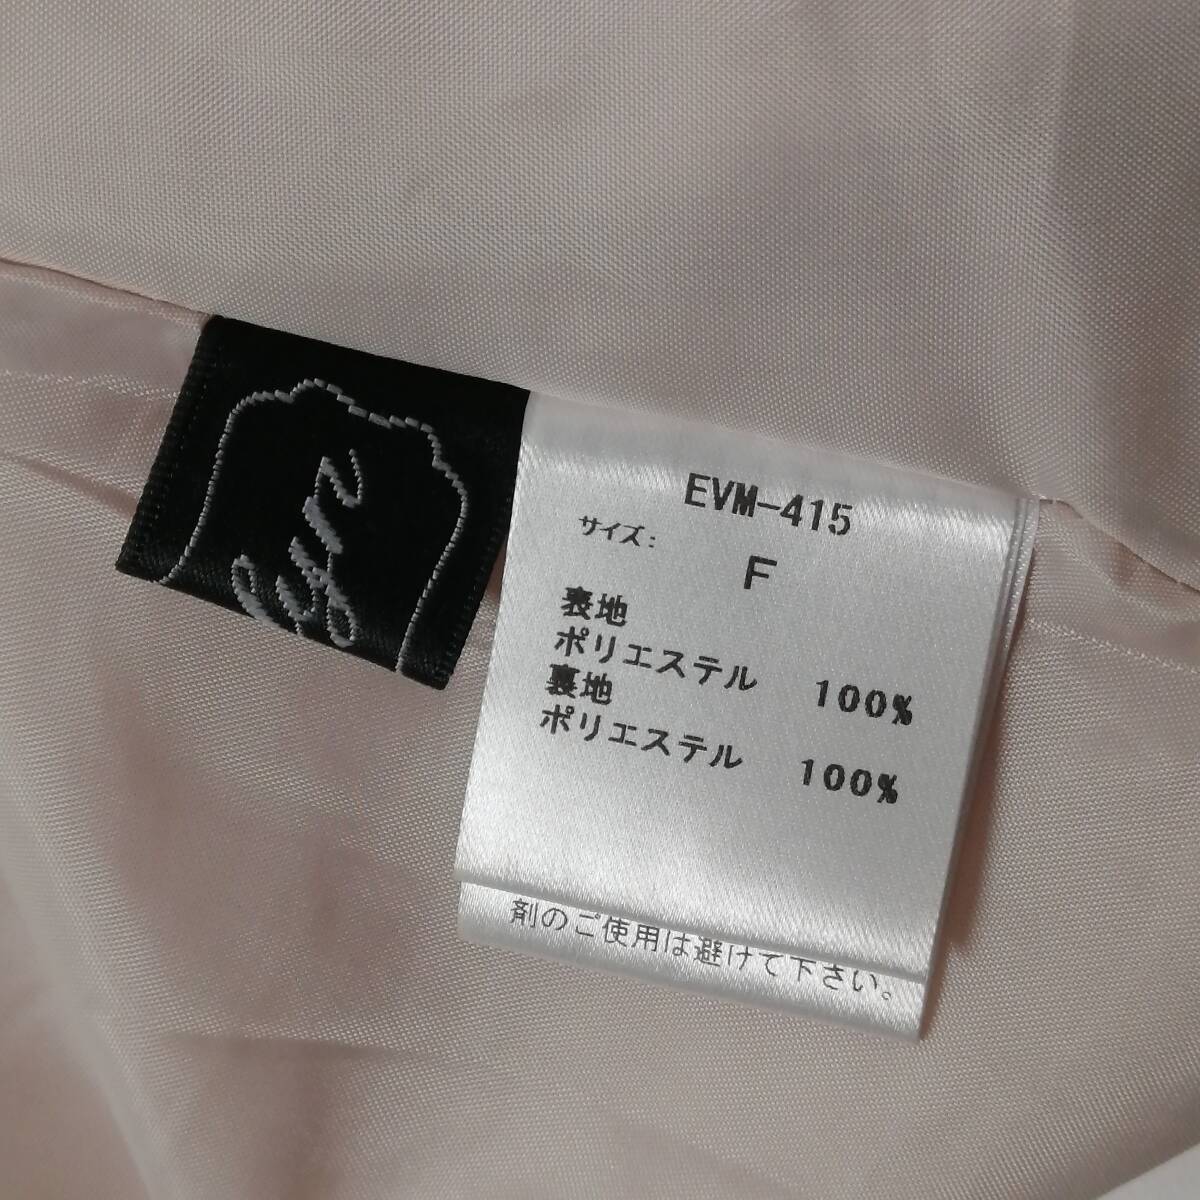 EVM-415
サイズ:
F
表地
ポリエステル 100%
裏地
ポリエステル 100%
剤のご使用は避けて下さい。